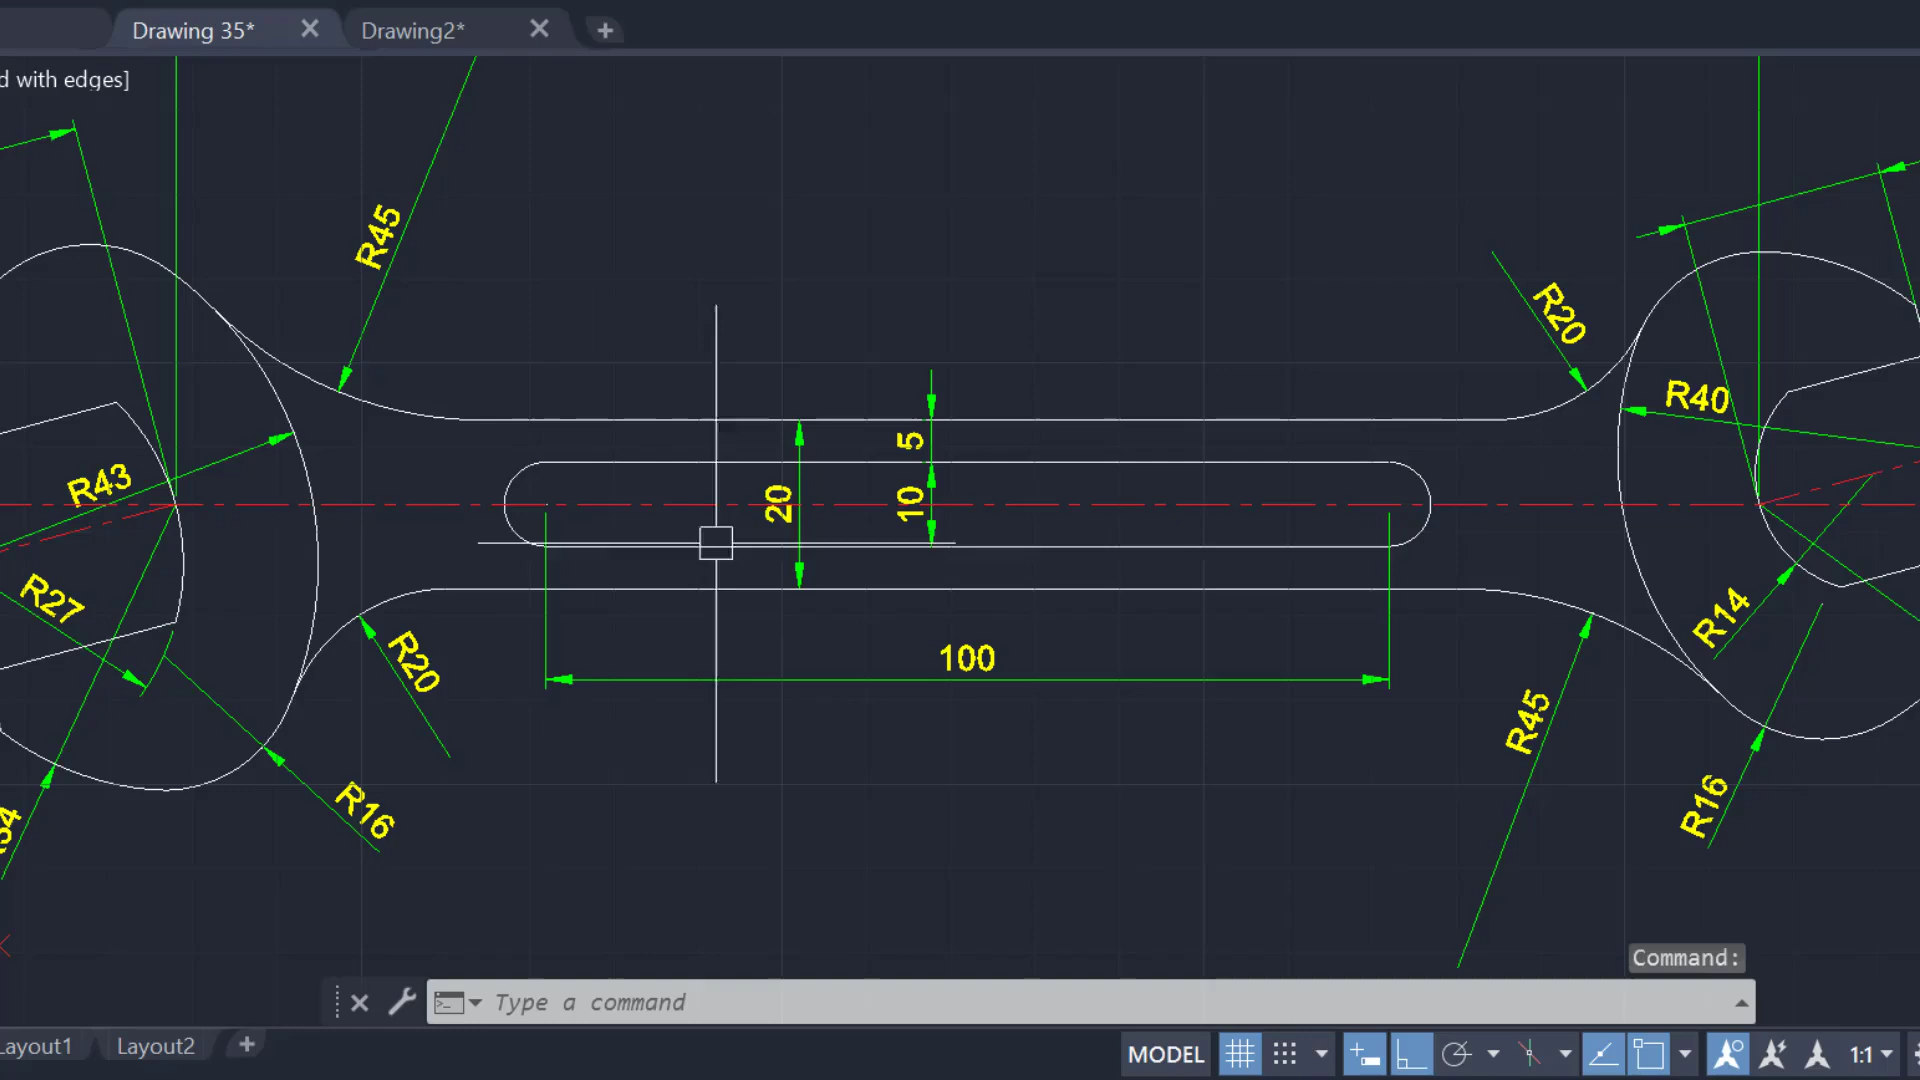 Drawing 35*
Drawing2*
d with edges]
R45
R20
R40
5
R43
20
10
R27
R14
R20
100
R45
R16
R16
Command:
Type a command
Layout1
Layout2
MODEL
1:1